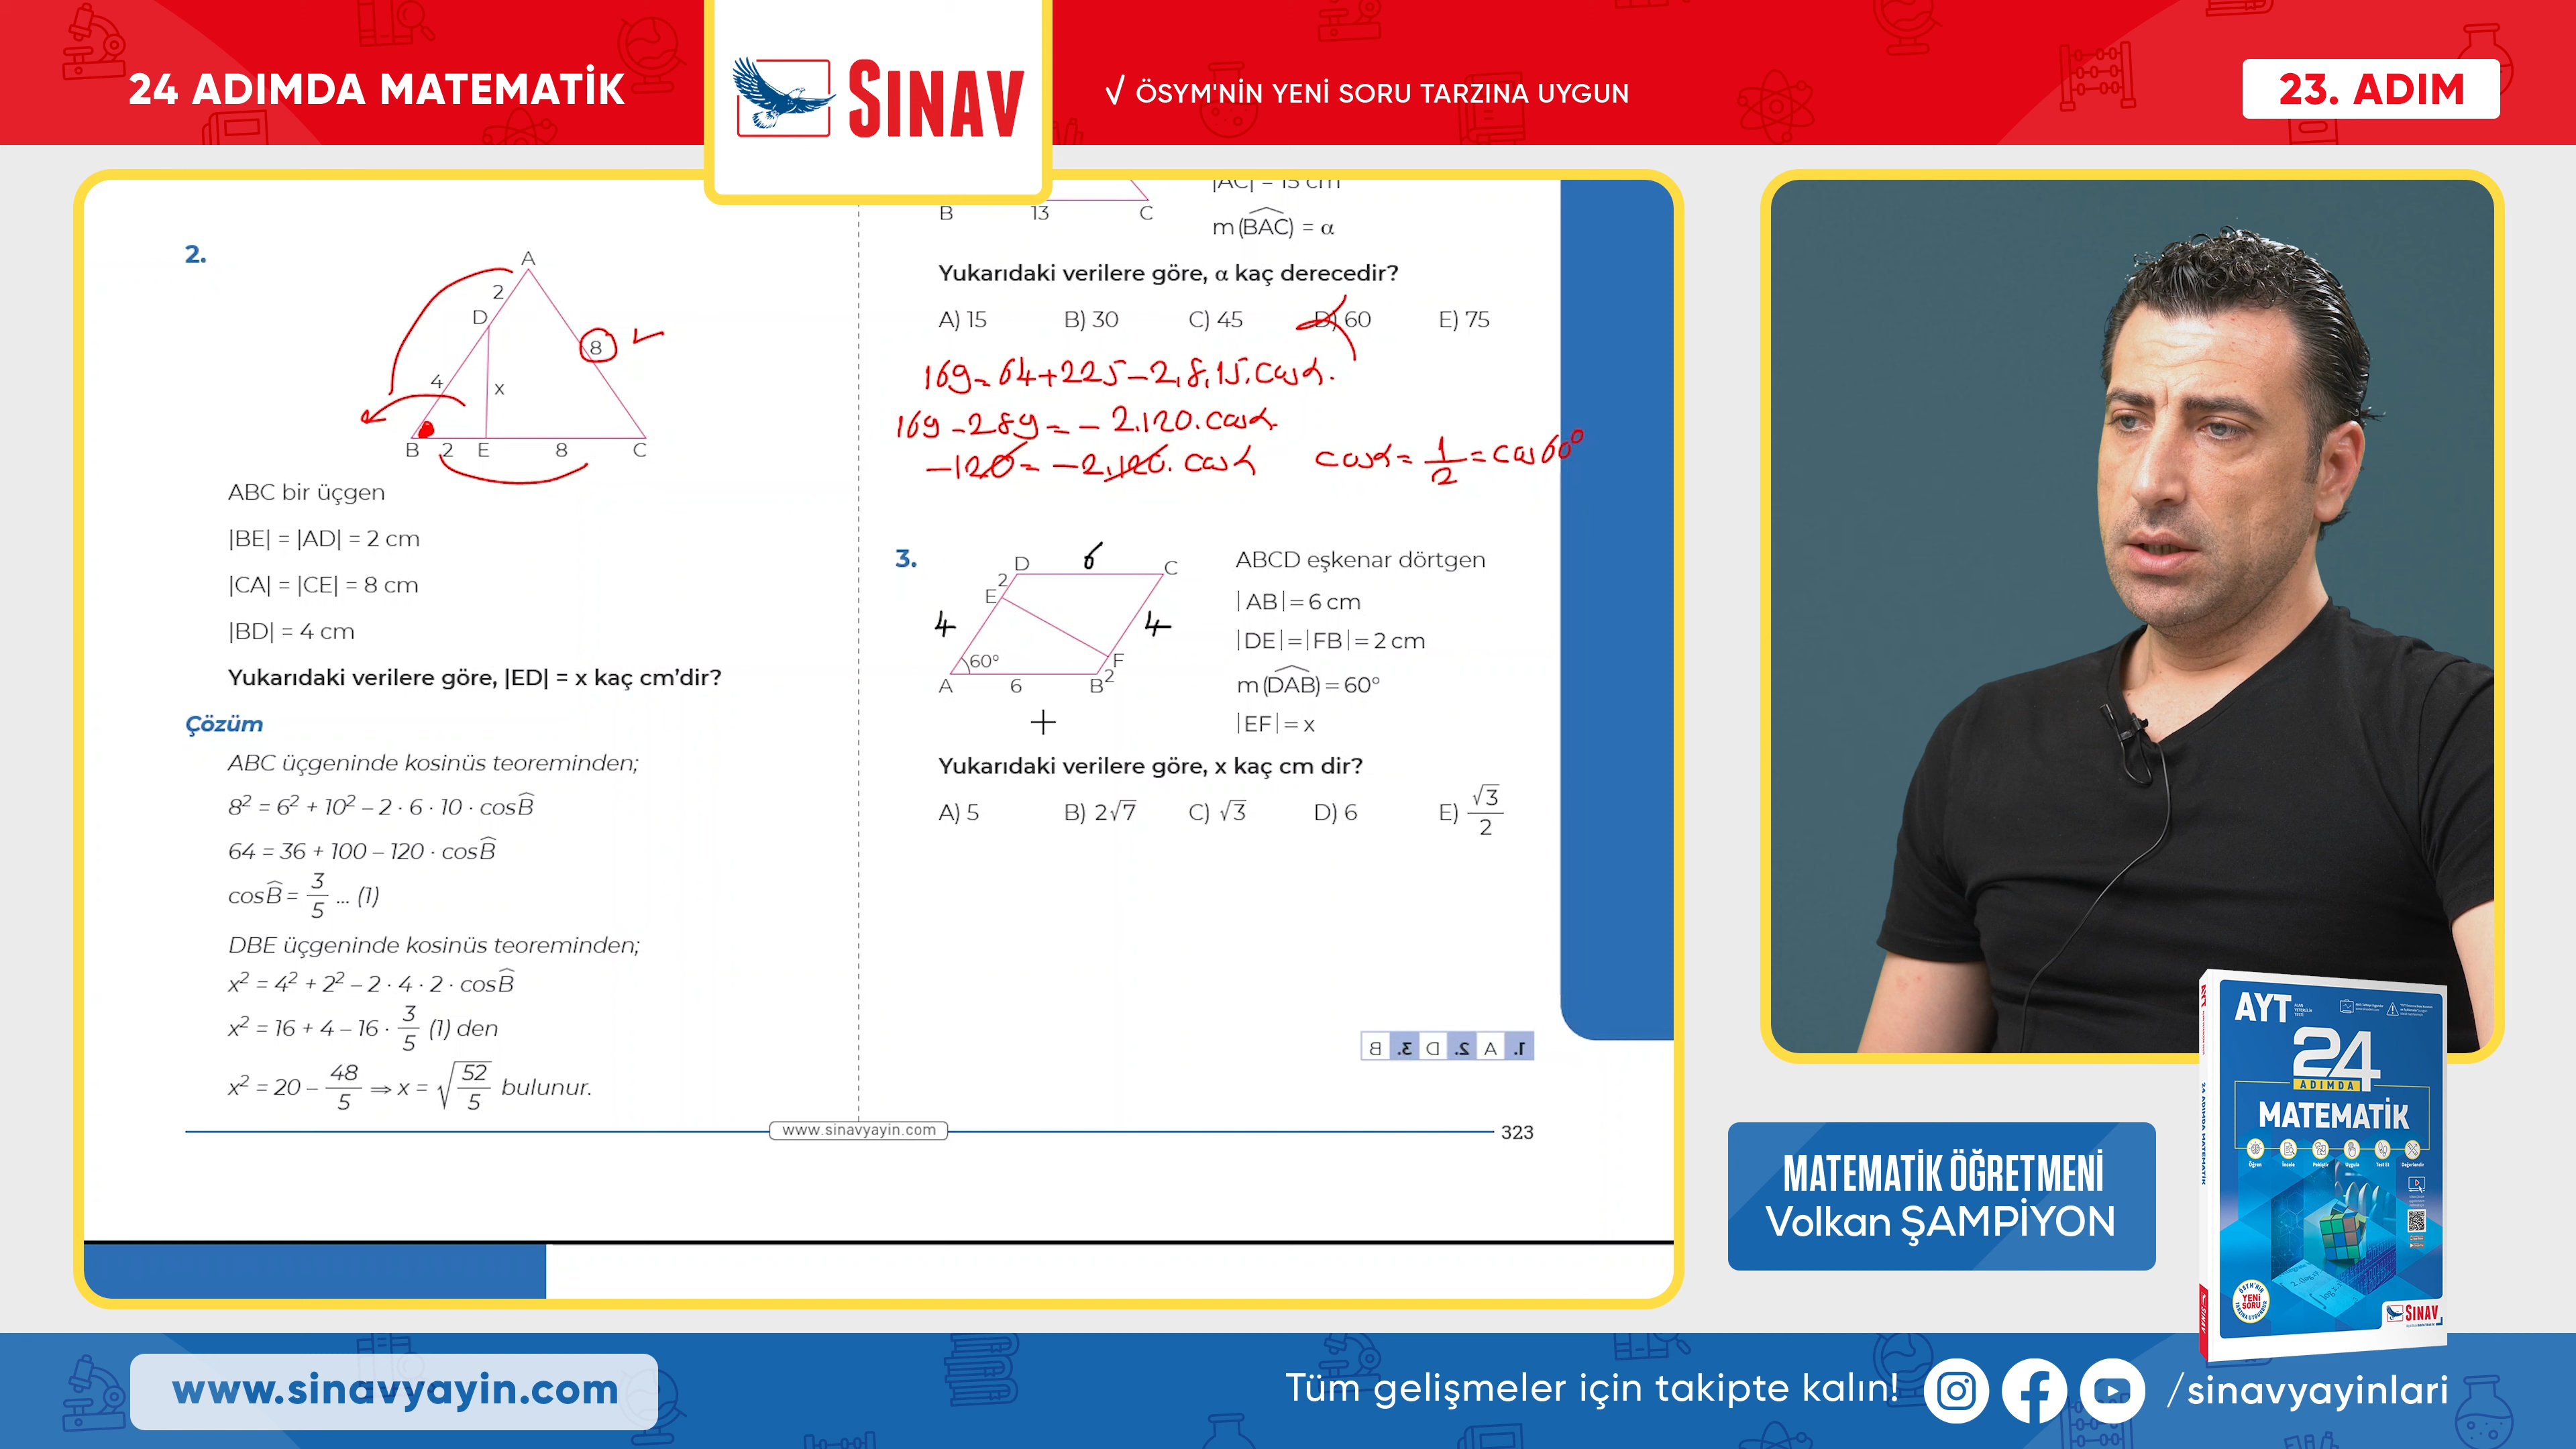 24 ADIMDA MATEMATİK
SINAV
√ ÖSYM'NİN YENİ SORU TARZINA UYGUN
23. ADIM
2.
A
2
D
8
4
x
B 2 E 8 C
ABC bir üçgen
|BE| = |AD| = 2 cm
|CA| = |CE| = 8 cm
|BD| = 4 cm
Yukarıdaki verilere göre, |ED| = x kaç cm'dir?
Çözüm
ABC üçgeninde kosinüs teoreminden;
8² = 6² + 10² – 2 · 6 · 10 · cosB̂
64 = 36 + 100 – 120 · cosB̂
cosB̂ = 3/5 ... (1)
DBE üçgeninde kosinüs teoreminden;
x² = 4² + 2² – 2 · 4 · 2 · cosB̂
x² = 16 + 4 – 16 · 3/5 (1) den
x² = 20 – 48/5 ⇒ x = √(52/5) bulunur.
|AC| = 15 cm
B 13 C
m(BAC) = α
Yukarıdaki verilere göre, α kaç derecedir?
A) 15 B) 30 C) 45 D) 60 E) 75
169 = 64+225-2.8.15.cosα.
169-289 = - 2.120.cosα
-120 = -2.120. cosα cosα = 1/2 = cos60°
3.
D 6 C
2
E
4 4
60° F
A 6 B 2
+
ABCD eşkenar dörtgen
|AB| = 6 cm
|DE| = |FB| = 2 cm
m(DAB) = 60°
|EF| = x
Yukarıdaki verilere göre, x kaç cm dir?
A) 5 B) 2√7 C) √3 D) 6 E) √3/2
1. A 2. D 3. B
www.sinavyayin.com
323
MATEMATİK ÖĞRETMENİ
Volkan ŞAMPİYON
AYT
24
ADIMDA
MATEMATİK
YENİ
SORU
SINAV
www.sinavyayin.com
Tüm gelişmeler için takipte kalın!
/sinavyayinlari